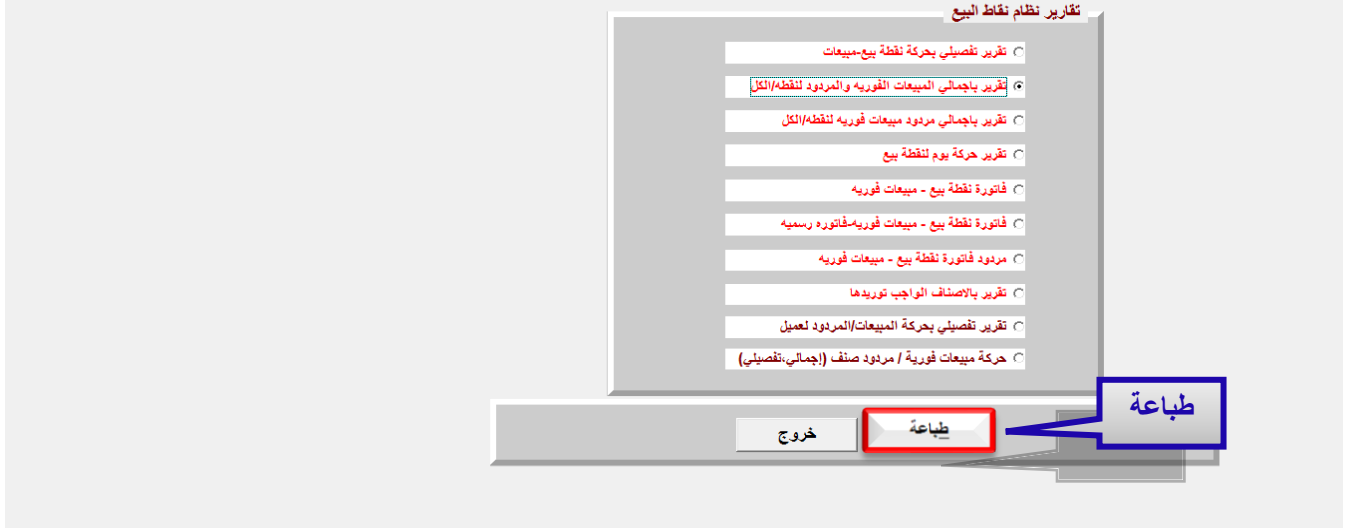 تقارير نظام نقاط البيع
تقرير تفصيلي بحركة نقطة بيع-مبيعات
تقرير باجمالي المبيعات الفوريه والمردود لنقطه/الكل
تقرير باجمالي مردود مبيعات فوريه لنقطه/الكل
تقرير حركة يوم لنقطة بيع
فاتورة نقطة بيع - مبيعات فوريه
فاتورة نقطة بيع - مبيعات فوريه-فاتوره رسميه
مردود فاتورة نقطة بيع - مبيعات فوريه
تقرير بالاصناف الواجب توريدها
تقرير تفصيلي بحركة المبيعات/المردود لعميل
حركة مبيعات فورية / مردود صنف (إجمالي،تفصيلي)
طباعة
طباعة
خروج